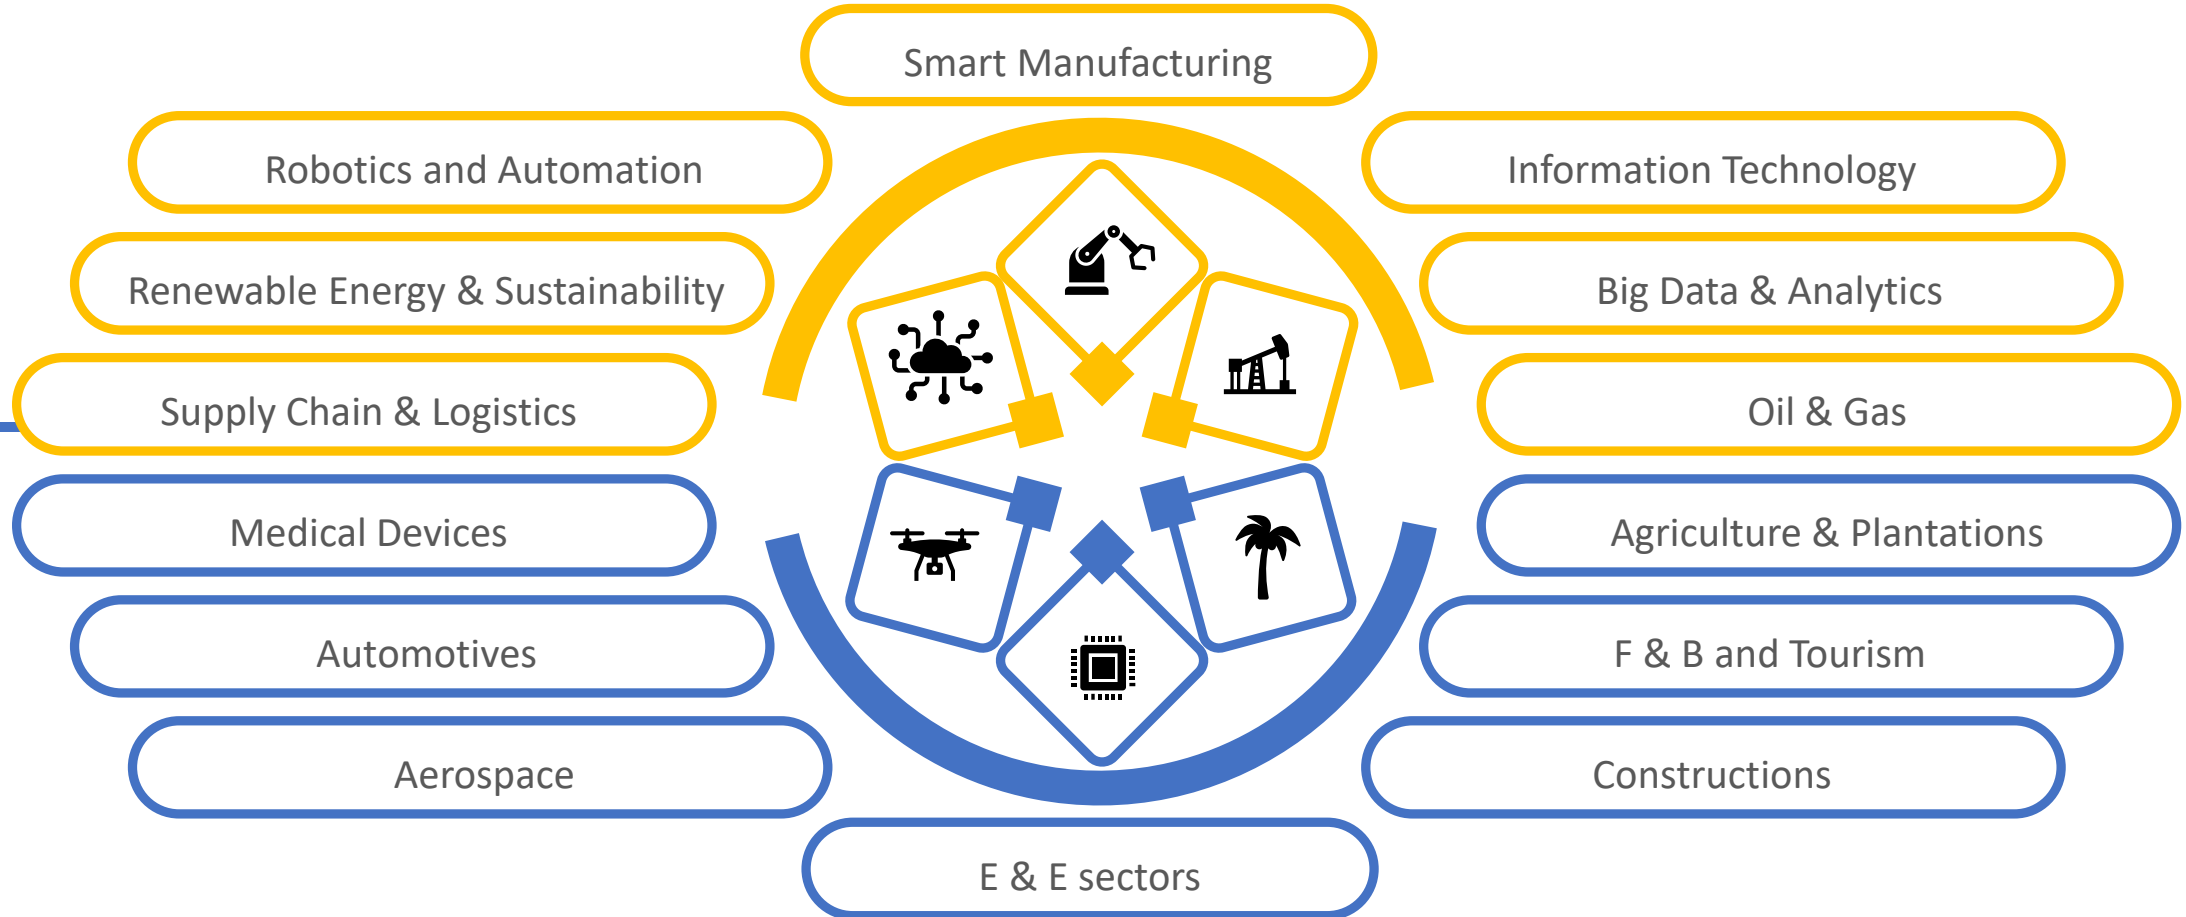 Smart Manufacturing
Robotics and Automation
Information Technology
Renewable Energy & Sustainability
Big Data & Analytics
Supply Chain & Logistics
Oil & Gas
Medical Devices
Agriculture & Plantations
Automotives
F & B and Tourism
Aerospace
Constructions
E & E sectors